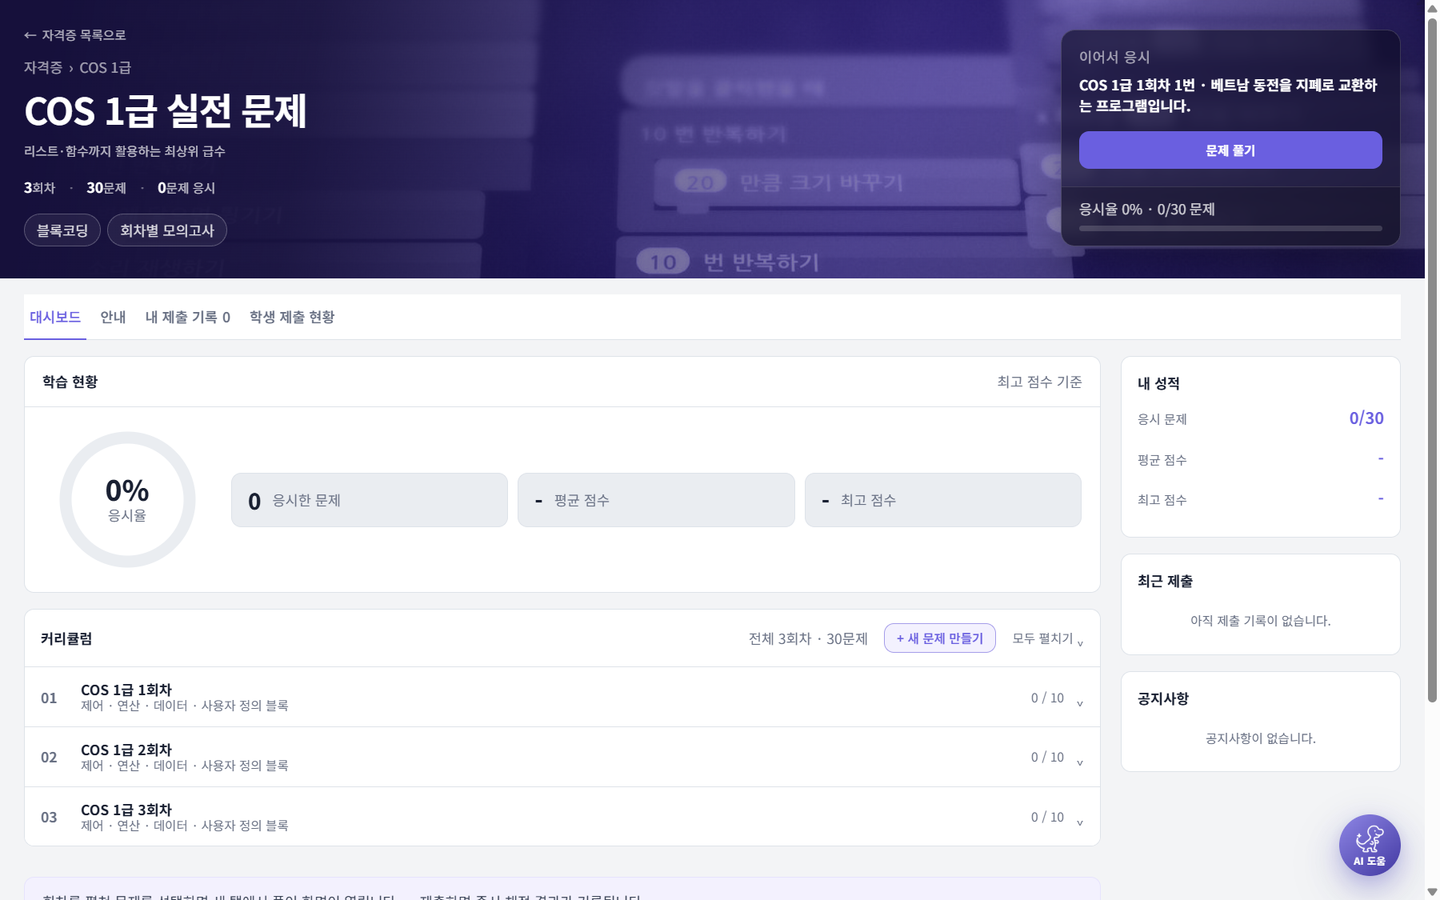 ← 자격증 목록으로
자격증 › COS 1급
COS 1급 실전 문제
리스트·함수까지 활용하는 최상위 급수
3회차 · 30문제 · 0문제 응시
블록코딩
회차별 모의고사
10 번 반복하기
20 만큼 크기 바꾸기
10 번 반복하기
이어서 응시
COS 1급 1회차 1번 · 베트남 동전을 지폐로 교환하
는 프로그램입니다.
문제 풀기
응시율 0% · 0/30 문제
대시보드
안내
내 제출 기록 0
학생 제출 현황
학습 현황
최고 점수 기준
0%
응시율
0 응시한 문제
- 평균 점수
- 최고 점수
커리큘럼
전체 3회차 · 30문제
+ 새 문제 만들기
모두 펼치기 ˅
01
COS 1급 1회차
제어 · 연산 · 데이터 · 사용자 정의 블록
0 / 10 ˅
02
COS 1급 2회차
제어 · 연산 · 데이터 · 사용자 정의 블록
0 / 10 ˅
03
COS 1급 3회차
제어 · 연산 · 데이터 · 사용자 정의 블록
0 / 10 ˅
내 성적
응시 문제 0/30
평균 점수 -
최고 점수 -
최근 제출
아직 제출 기록이 없습니다.
공지사항
공지사항이 없습니다.
AI 도움